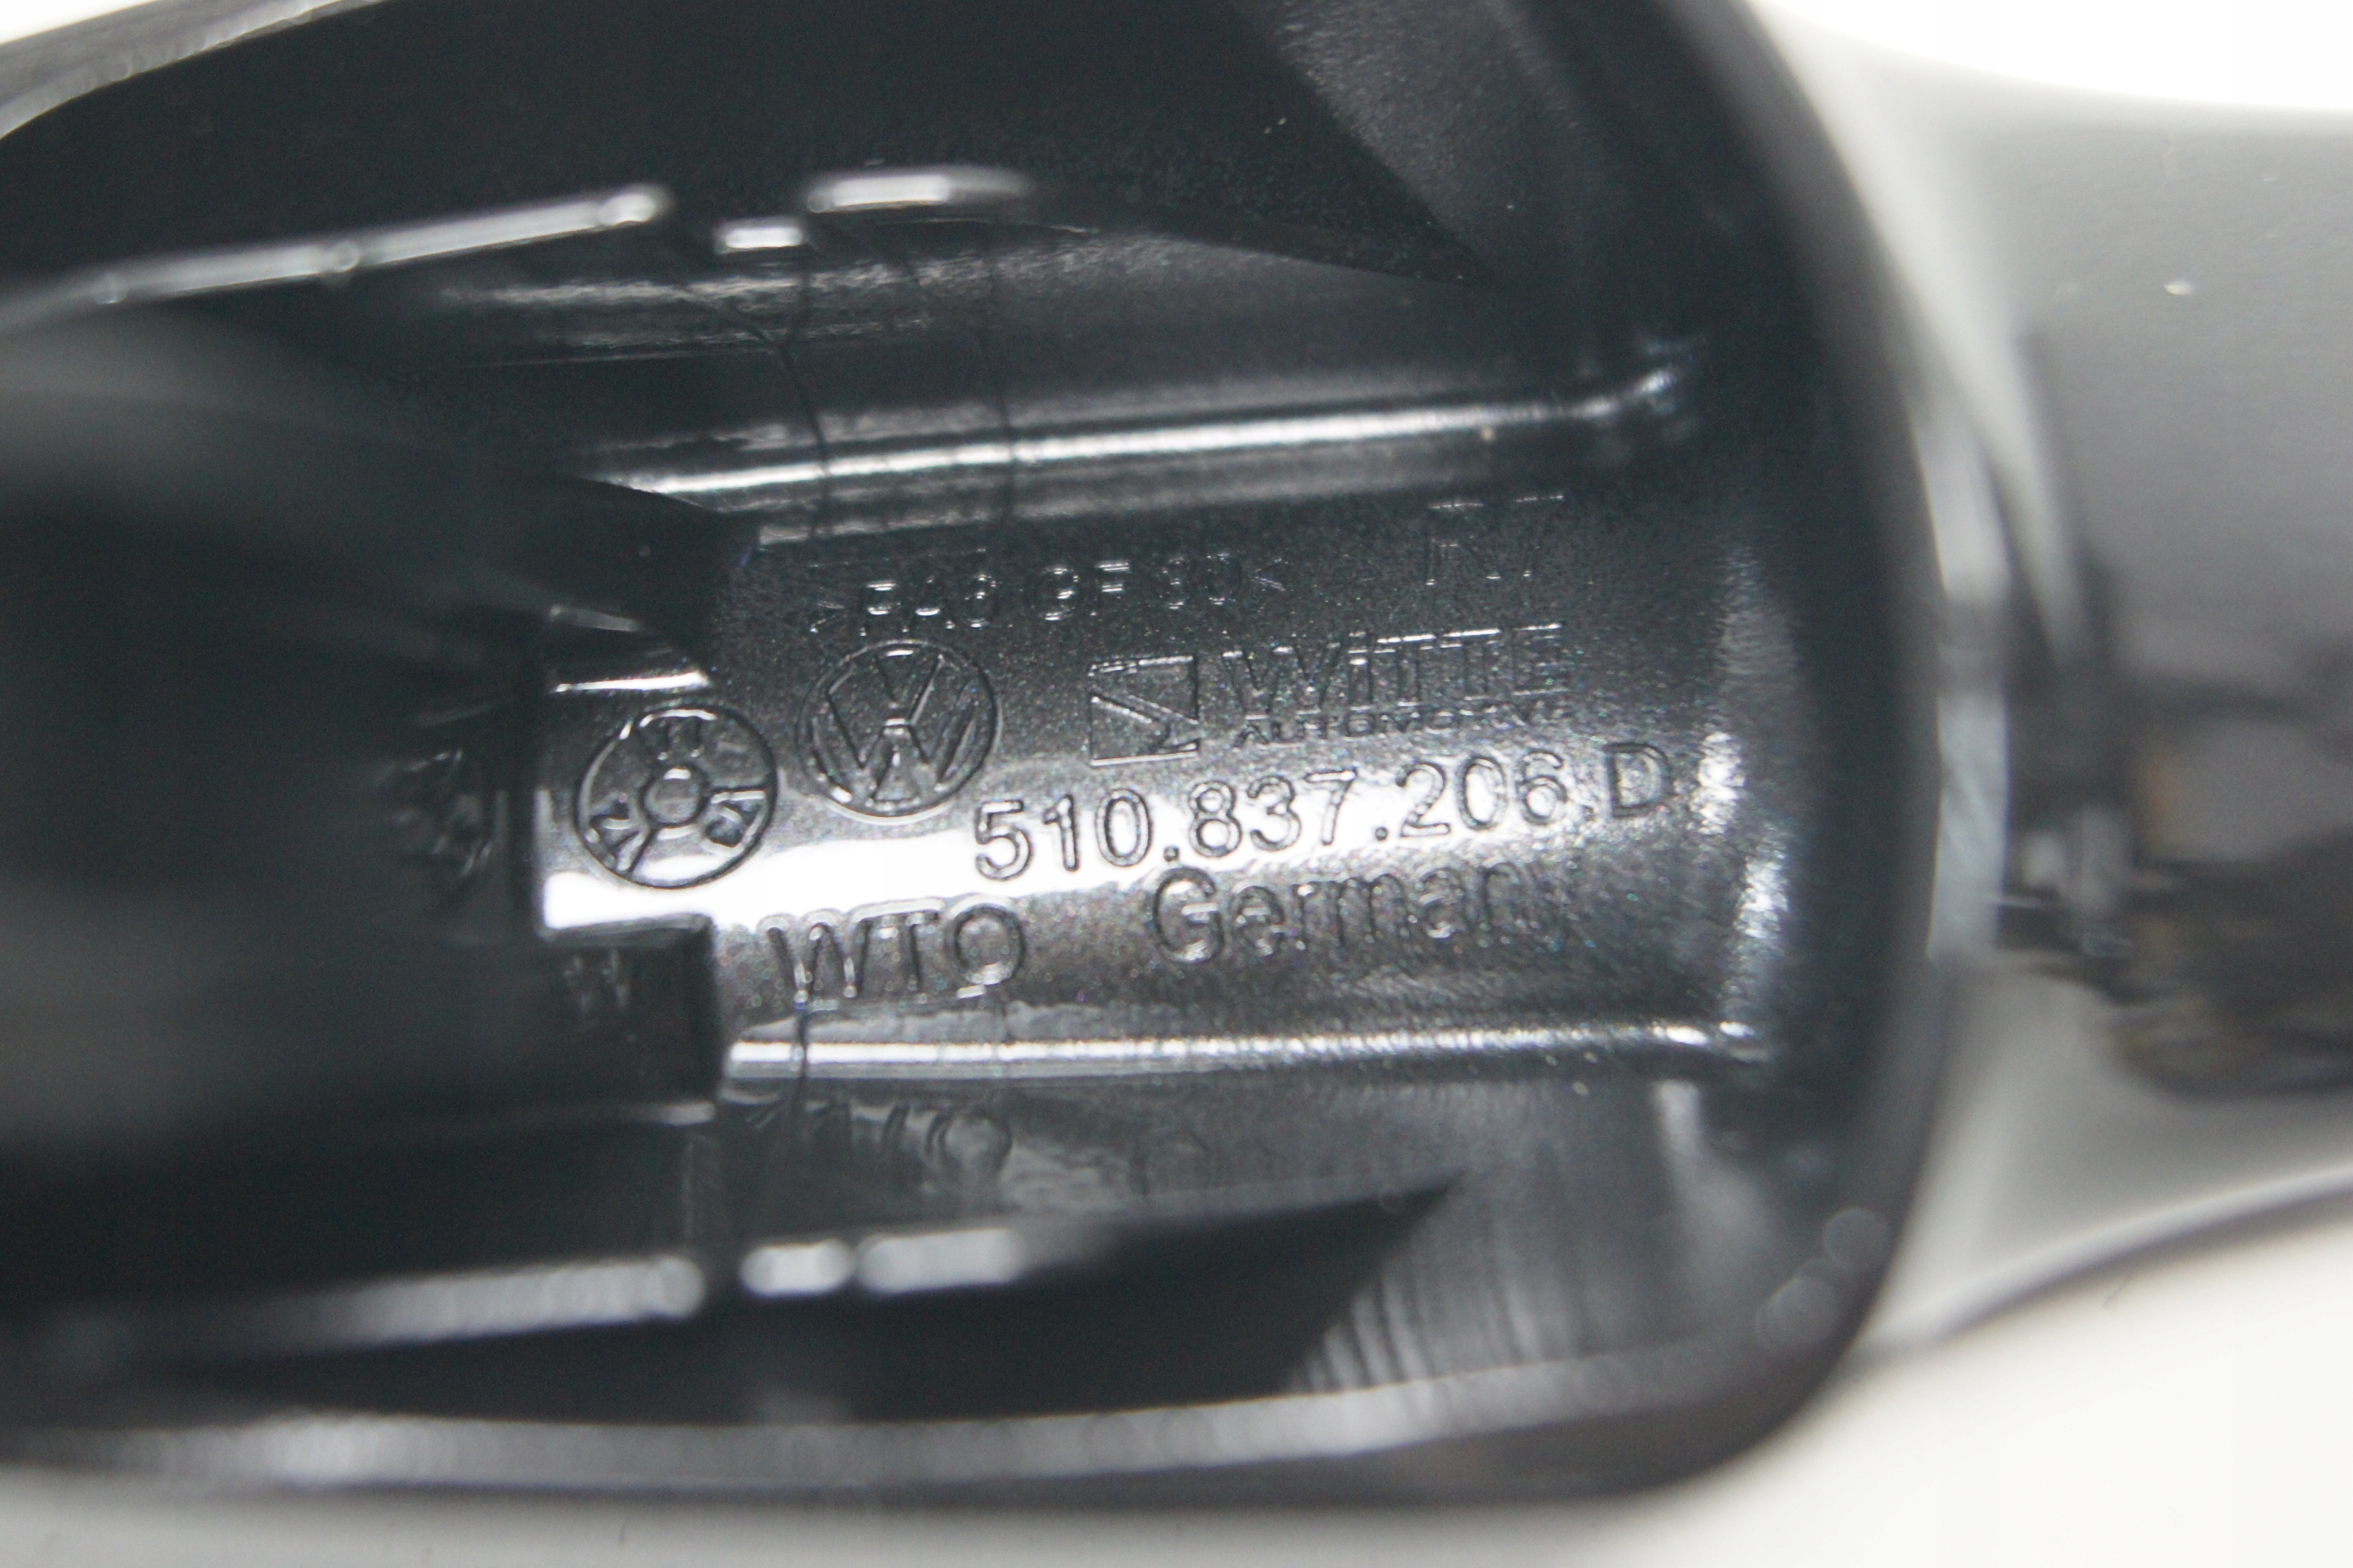 >PA6 GF30<
WITTE
AUTOMOTIVE
510.837.206.D
WTO Germany